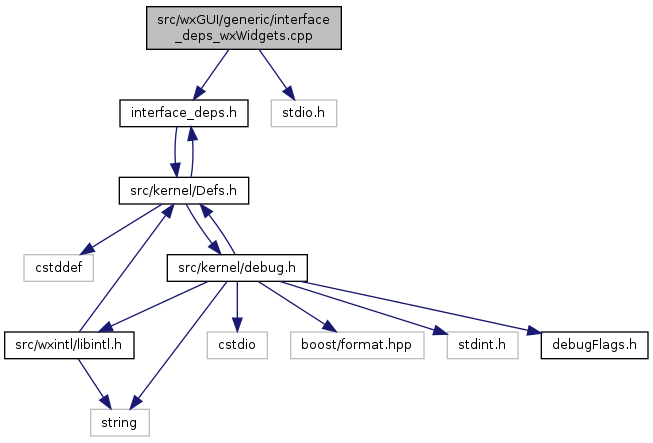 src/wxGUI/generic/interface
_deps_wxWidgets.cpp
interface_deps.h
stdio.h
src/kernel/Defs.h
cstddef
src/kernel/debug.h
src/wxintl/libintl.h
cstdio
boost/format.hpp
stdint.h
debugFlags.h
string